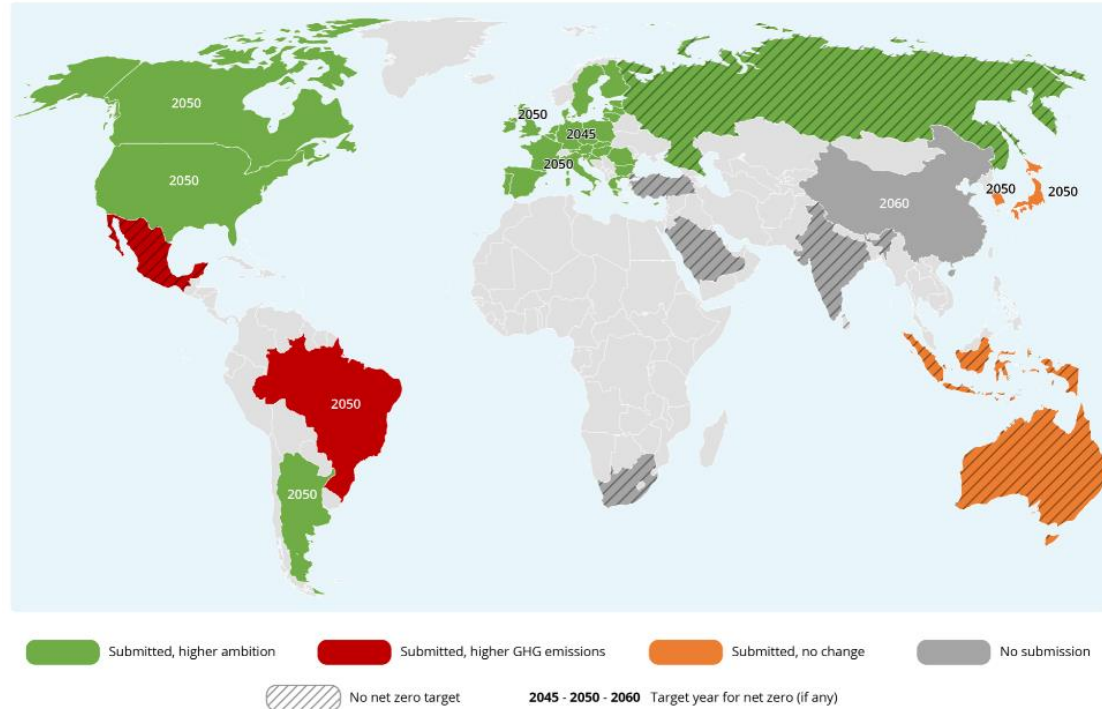 2050
2050
2045
2050
2050
2050
2050
2060
2050
2050
Submitted, higher ambition
Submitted, higher GHG emissions
Submitted, no change
No submission
No net zero target
2045 - 2050 - 2060 Target year for net zero (if any)